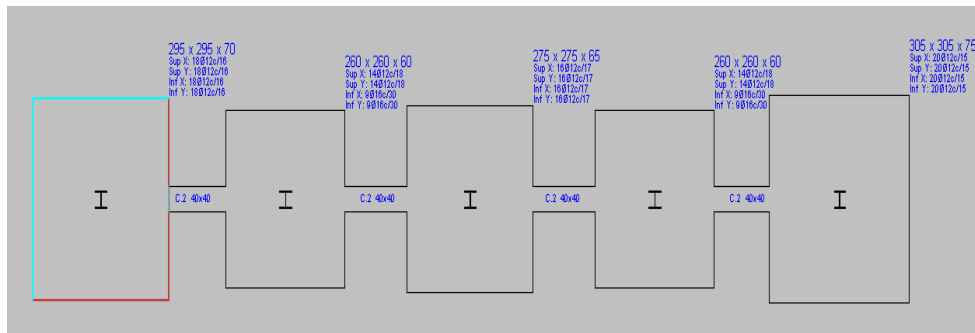 295 x 295 x 70
Sup X: 18Ø12c/16
Sup Y: 18Ø12c/16
Inf X: 18Ø12c/16
Inf Y: 18Ø12c/16
260 x 260 x 60
Sup X: 14Ø12c/18
Sup Y: 14Ø12c/18
Inf X: 9Ø16c/30
Inf Y: 9Ø16c/30
275 x 275 x 65
Sup X: 16Ø12c/17
Sup Y: 16Ø12c/17
Inf X: 16Ø12c/17
Inf Y: 16Ø12c/17
260 x 260 x 60
Sup X: 14Ø12c/18
Sup Y: 14Ø12c/18
Inf X: 9Ø16c/30
Inf Y: 9Ø16c/30
305 x 305 x 75
Sup X: 20Ø12c/15
Sup Y: 20Ø12c/15
Inf X: 20Ø12c/15
Inf Y: 20Ø12c/15
C.2 40x40
C.2 40x40
C.2 40x40
C.2 40x40